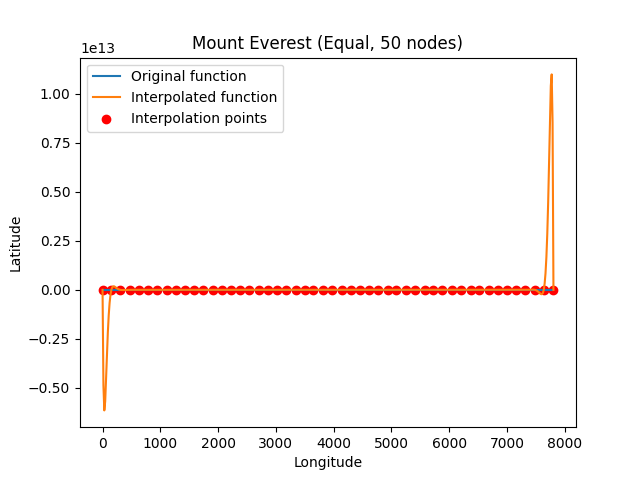 Mount Everest (Equal, 50 nodes)
1e13
Original function
Interpolated function
Interpolation points
1.00
0.75
0.50
0.25
0.00
−0.25
−0.50
Latitude
0 1000 2000 3000 4000 5000 6000 7000 8000
Longitude